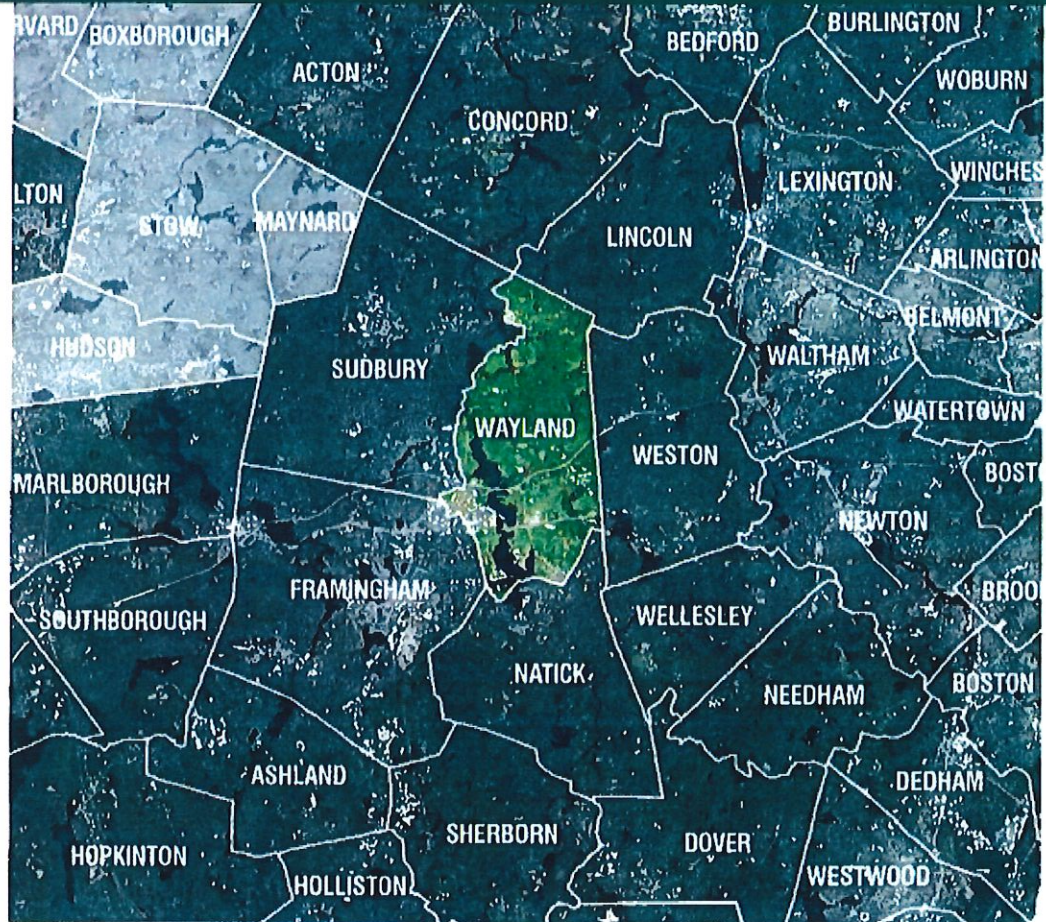 RVARD
BOXBOROUGH
ACTON
BEDFORD
BURLINGTON
WOBURN
CONCORD
LTON
STOW
MAYNARD
LINCOLN
LEXINGTON
WINCHES
ARLINGTON
HUDSON
SUDBURY
WALTHAM
BELMONT
WAYLAND
WATERTOWN
MARLBOROUGH
WESTON
BOSTO
NEWTON
FRAMINGHAM
SOUTHBOROUGH
WELLESLEY
BROO
NATICK
NEEDHAM
BOSTON
ASHLAND
DEDHAM
HOPKINTON
SHERBORN
DOVER
HOLLISTON
WESTWOOD